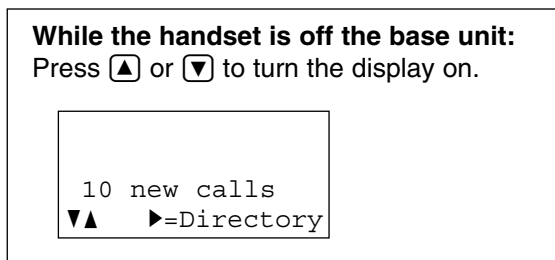 While the handset is off the base unit:
Press ▲ or ▼ to turn the display on.
10 new calls
▼▲ ▶=Directory